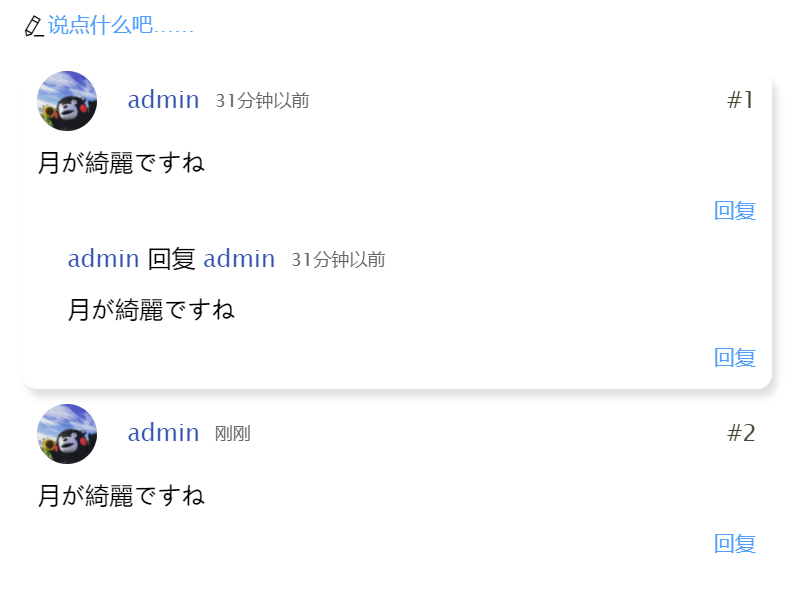 说点什么吧……
admin 31分钟以前 #1
月が綺麗ですね
回复
admin 回复 admin 31分钟以前
月が綺麗ですね
回复
admin 刚刚 #2
月が綺麗ですね
回复